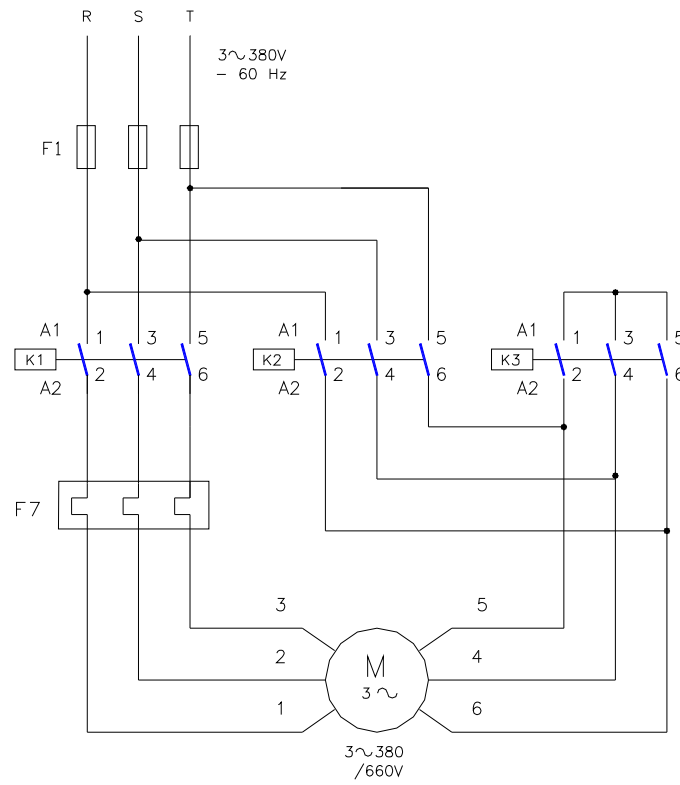 R S T
3~380V
- 60 Hz
F1
A1 1 3 5 A1 1 3 5 A1 1 3 5
K1 K2 K3
A2 2 4 6 A2 2 4 6 A2 2 4 6
F7
3 5
2 M 4
3~
1 6
3~380
/660V